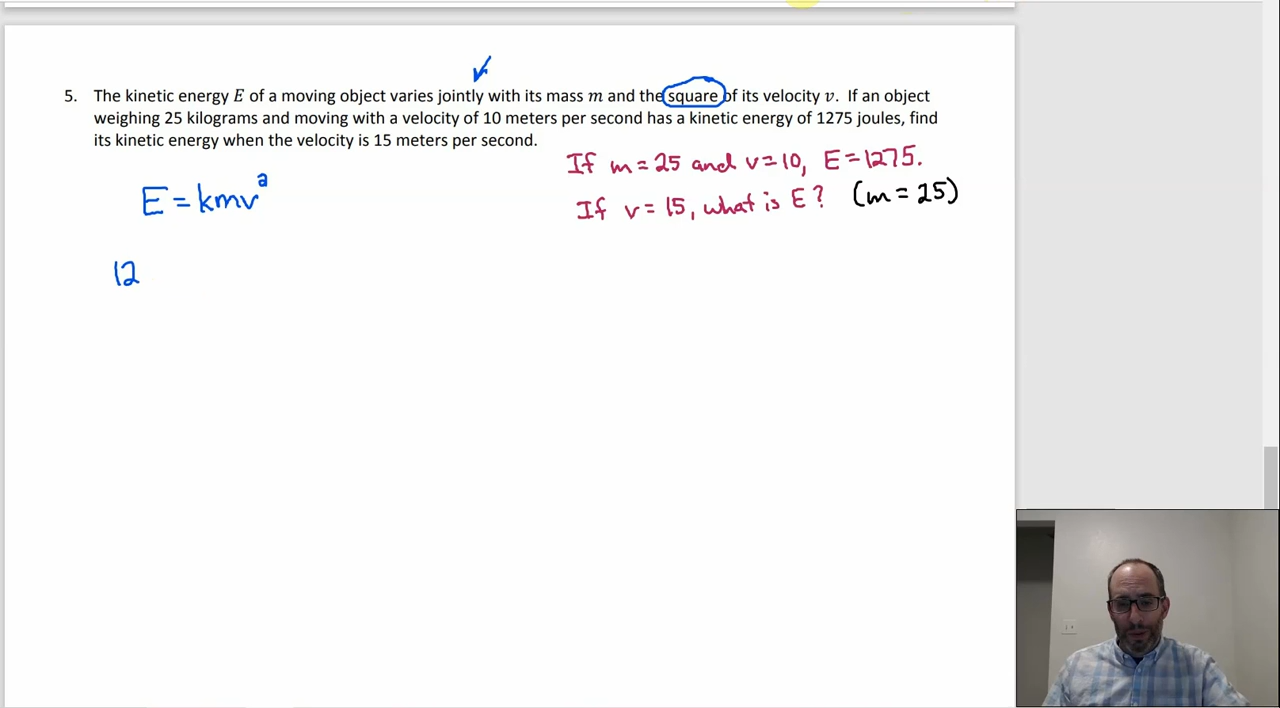 5. The kinetic energy E of a moving object varies jointly with its mass m and the square of its velocity v. If an object
weighing 25 kilograms and moving with a velocity of 10 meters per second has a kinetic energy of 1275 joules, find
its kinetic energy when the velocity is 15 meters per second.
If m = 25 and v = 10, E = 1275.
E = kmv²
If v = 15, what is E? (m = 25)
12